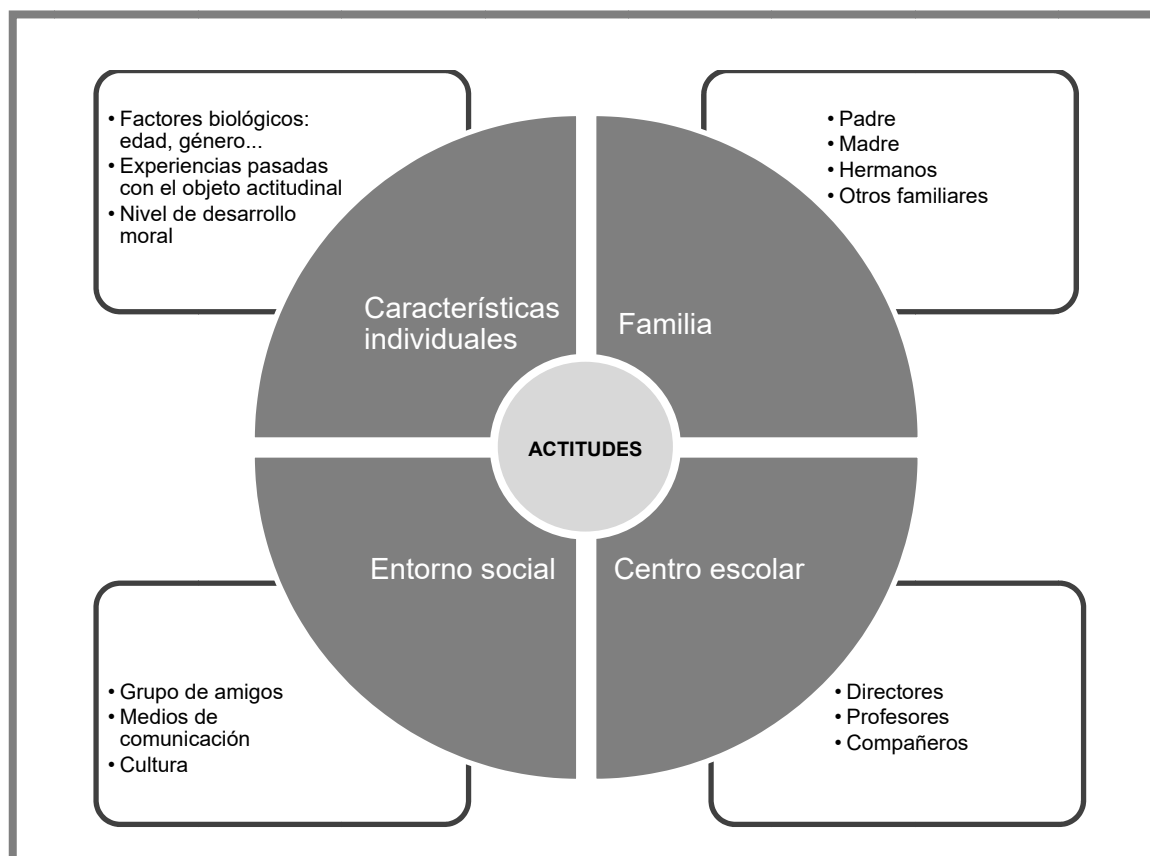 • Factores biológicos:
edad, género...
• Experiencias pasadas
con el objeto actitudinal
• Nivel de desarrollo
moral
• Padre
• Madre
• Hermanos
• Otros familiares
Característísticas
individuales
Familia
ACTITUDES
Entorno social
Centro escolar
• Grupo de amigos
• Medios de
comunicación
• Cultura
• Directores
• Profesores
• Compañeros